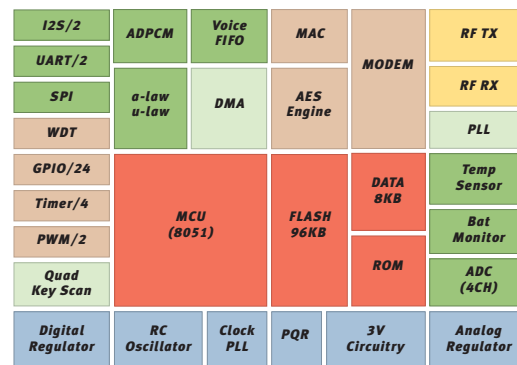 I2S/2
UART/2
SPI
WDT
GPIO/24
Timer/4
PWM/2
Quad
Key Scan
ADPCM
Voice
FIFO
a-law
u-law
DMA
MAC
AES
Engine
MODEM
MCU
(8051)
FLASH
96KB
DATA
8KB
ROM
RF TX
RF RX
PLL
Temp
Sensor
Bat
Monitor
ADC
(4CH)
Digital
Regulator
RC
Oscillator
Clock
PLL
PQR
3V
Circuitry
Analog
Regulator